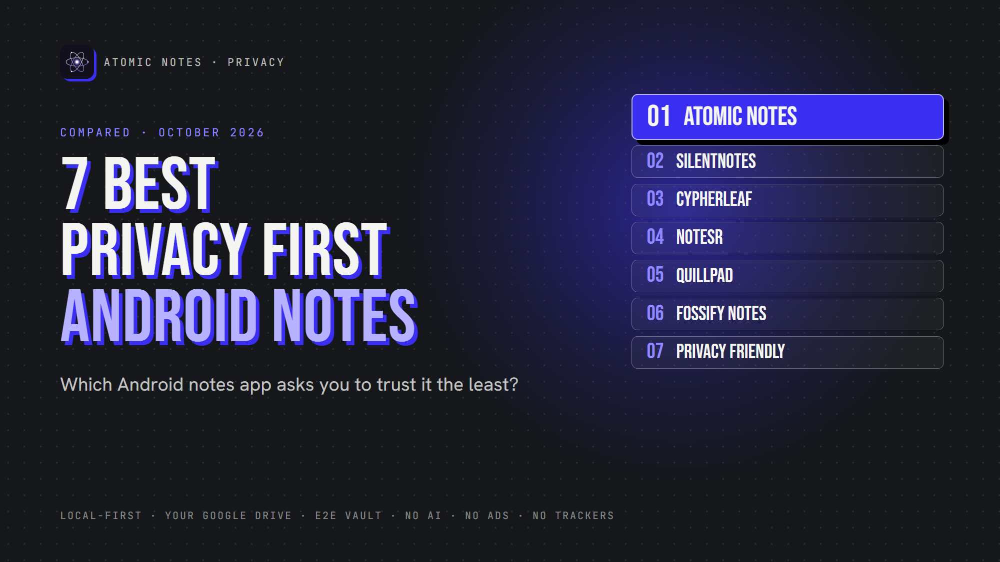 ATOMIC NOTES · PRIVACY
COMPARED · OCTOBER 2026
7 BEST
PRIVACY FIRST
ANDROID NOTES
Which Android notes app asks you to trust it the least?
01 ATOMIC NOTES
02 SILENTNOTES
03 CYPHERLEAF
04 NOTESR
05 QUILLPAD
06 FOSSIFY NOTES
07 PRIVACY FRIENDLY
LOCAL-FIRST · YOUR GOOGLE DRIVE · E2E VAULT · NO AI · NO ADS · NO TRACKERS